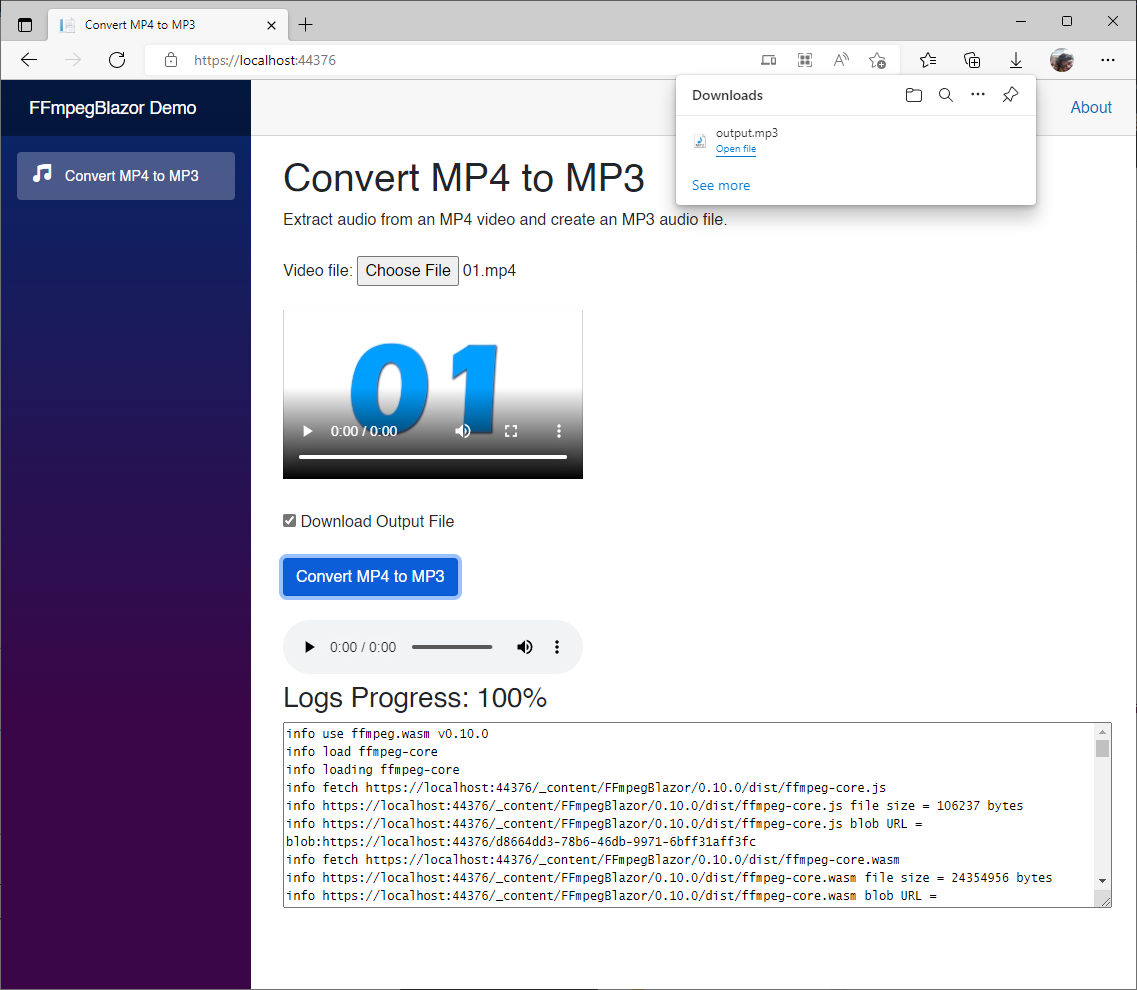 Convert MP4 to MP3
https://localhost:44376
Downloads
output.mp3
Open file
See more
FFmpegBlazor Demo
About
Convert MP4 to MP3
Convert MP4 to MP3
Extract audio from an MP4 video and create an MP3 audio file.
Video file: Choose File 01.mp4
01
0:00 / 0:00
Download Output File
Convert MP4 to MP3
0:00 / 0:00
Logs Progress: 100%
info use ffmpeg.wasm v0.10.0
info load ffmpeg-core
info loading ffmpeg-core
info fetch https://localhost:44376/_content/FFmpegBlazor/0.10.0/dist/ffmpeg-core.js
info https://localhost:44376/_content/FFmpegBlazor/0.10.0/dist/ffmpeg-core.js file size = 106237 bytes
info https://localhost:44376/_content/FFmpegBlazor/0.10.0/dist/ffmpeg-core.js blob URL =
blob:https://localhost:44376/d8664dd3-78b6-46db-9971-6bff31aff3fc
info fetch https://localhost:44376/_content/FFmpegBlazor/0.10.0/dist/ffmpeg-core.wasm
info https://localhost:44376/_content/FFmpegBlazor/0.10.0/dist/ffmpeg-core.wasm file size = 24354956 bytes
info https://localhost:44376/_content/FFmpegBlazor/0.10.0/dist/ffmpeg-core.wasm blob URL =